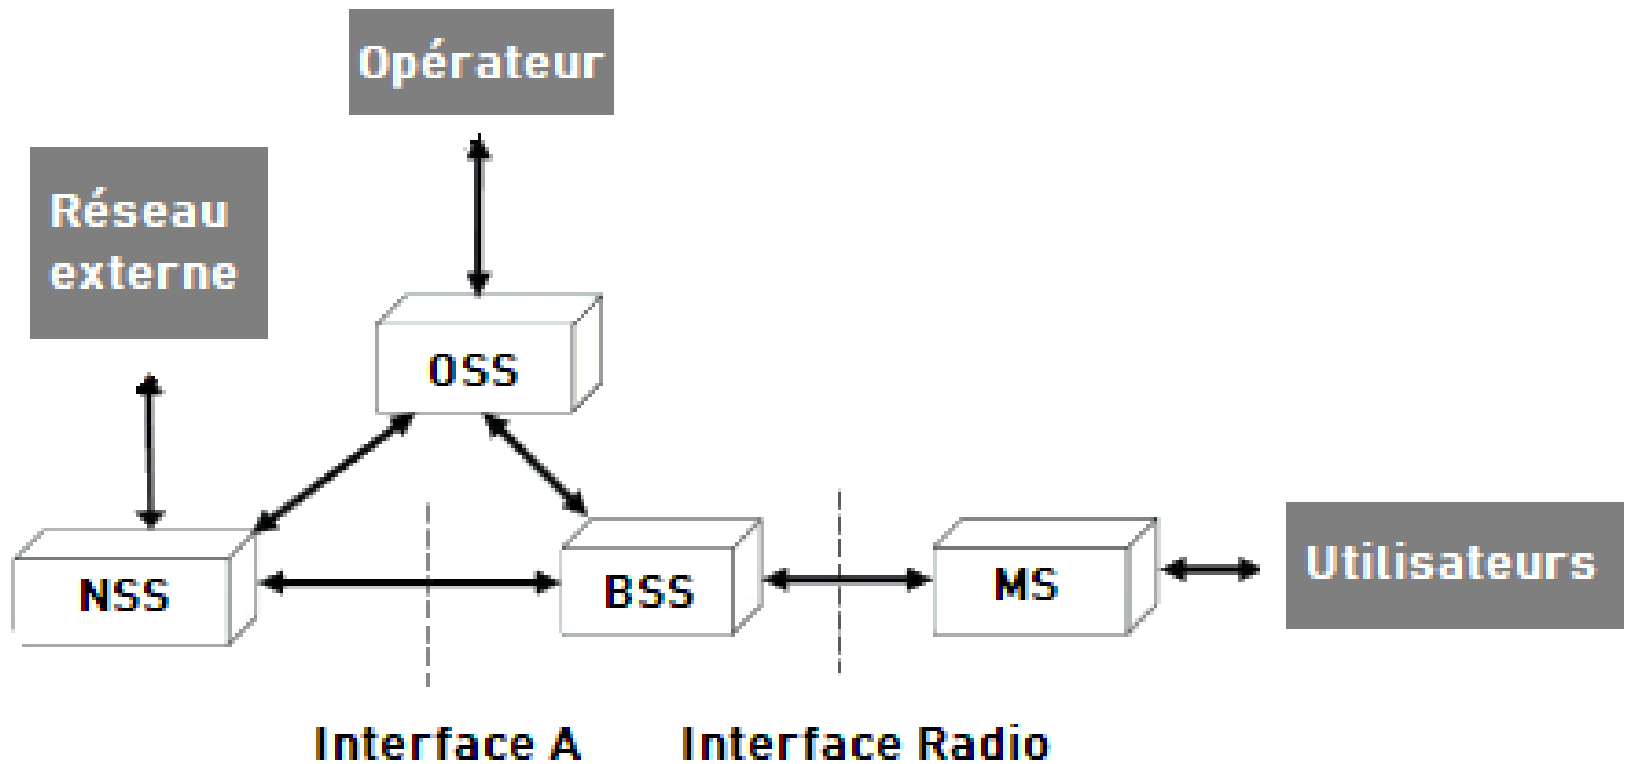 Opérateur
Réseau
externe
OSS
NSS
BSS
MS
Utilisateurs
Interface A
Interface Radio